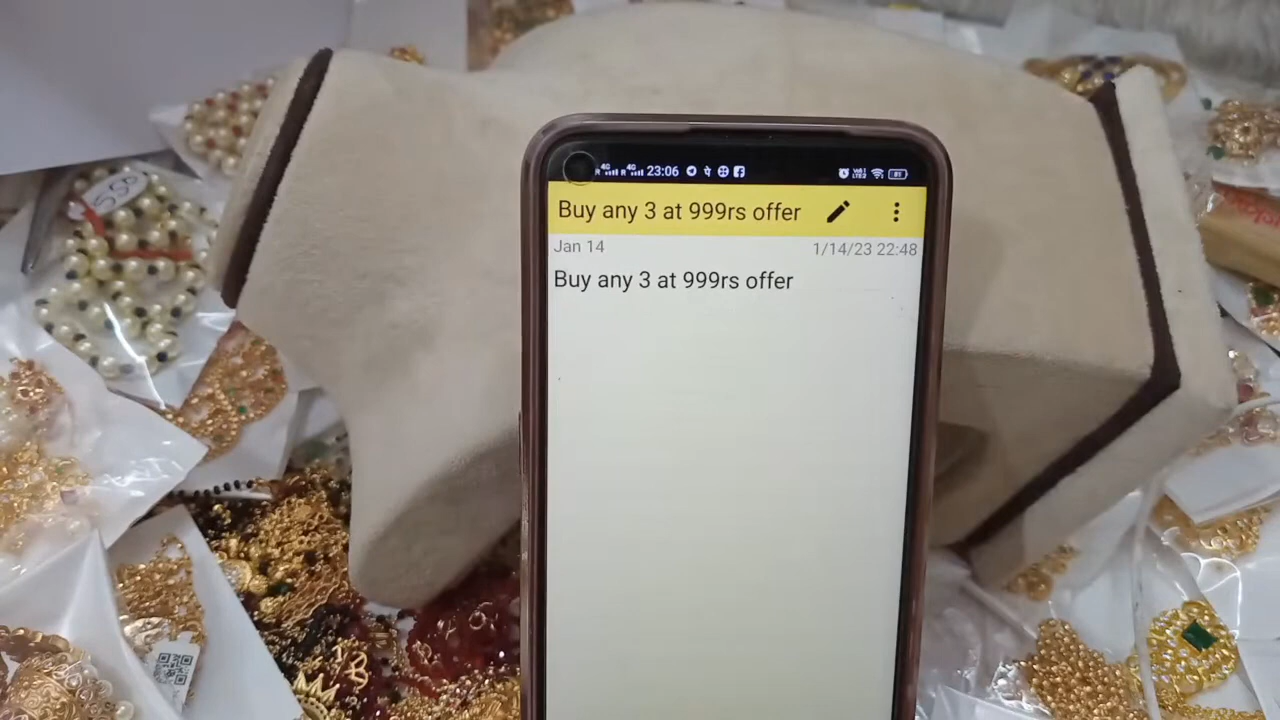 23:06
81
Buy any 3 at 999rs offer
Jan 14
1/14/23 22:48
Buy any 3 at 999rs offer